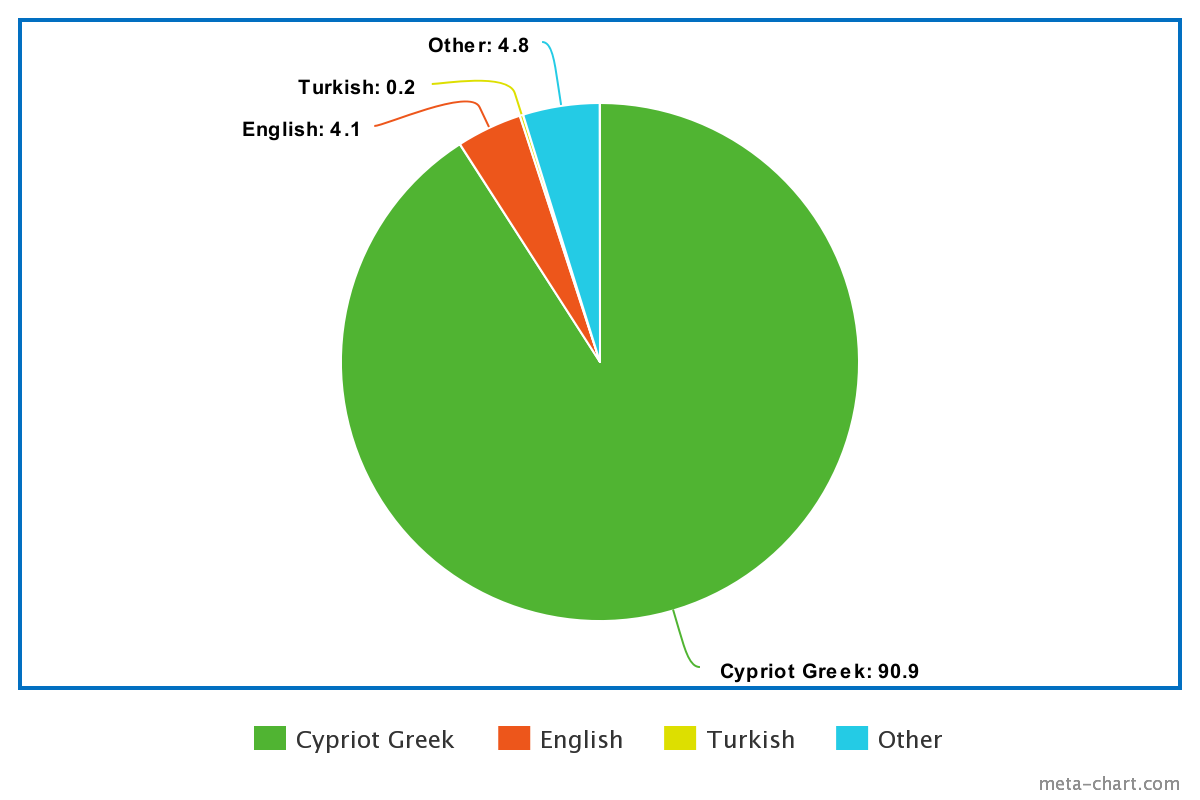 Other: 4.8
Turkish: 0.2
English: 4.1
Cypriot Greek: 90.9
Cypriot Greek English Turkish Other
meta-chart.com